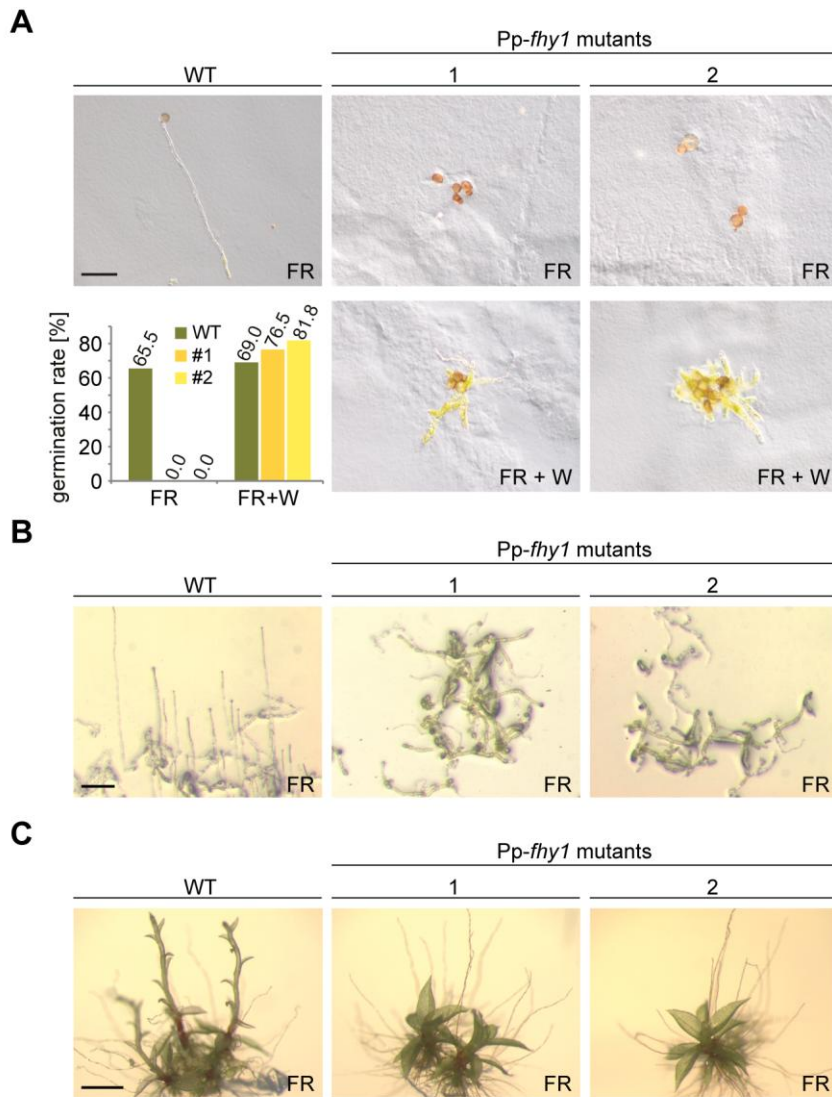 A
Pp-fhy1 mutants
WT
1
2
FR
FR
FR
germination rate [%]
80
60
40
20
0
65.5
0.0
0.0
69.0
76.5
81.8
WT
#1
#2
FR
FR+W
FR + W
FR + W
B
Pp-fhy1 mutants
WT
1
2
FR
FR
FR
C
Pp-fhy1 mutants
WT
1
2
FR
FR
FR